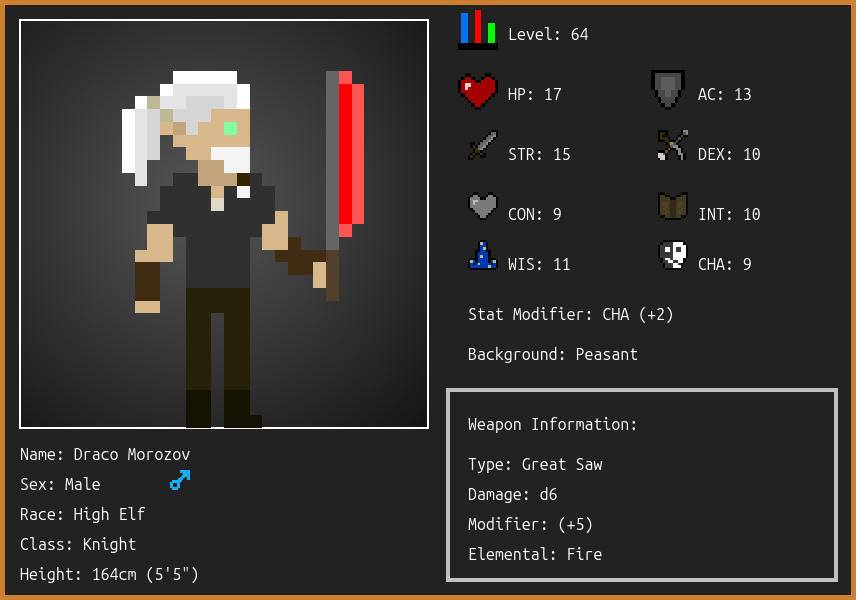 Level: 64
HP: 17
AC: 13
STR: 15
DEX: 10
CON: 9
INT: 10
WIS: 11
CHA: 9
Stat Modifier: CHA (+2)
Background: Peasant
Weapon Information:
Type: Great Saw
Damage: d6
Modifier: (+5)
Elemental: Fire
Name: Draco Morozov
Sex: Male
Race: High Elf
Class: Knight
Height: 164cm (5'5")